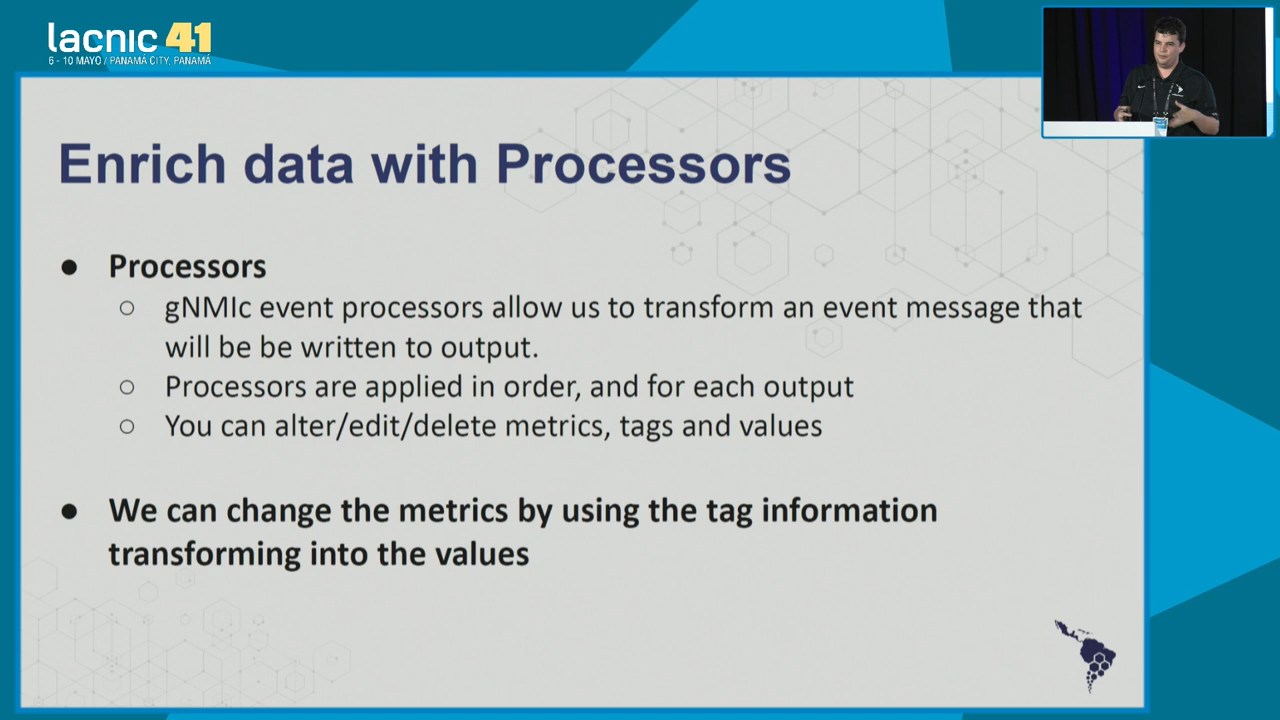 lacnic 41
6 - 10 MAYO / PANAMÁ CITY, PANAMÁ
Enrich data with Processors
● Processors
○ gNMIc event processors allow us to transform an event message that
will be be written to output.
○ Processors are applied in order, and for each output
○ You can alter/edit/delete metrics, tags and values
● We can change the metrics by using the tag information
transforming into the values